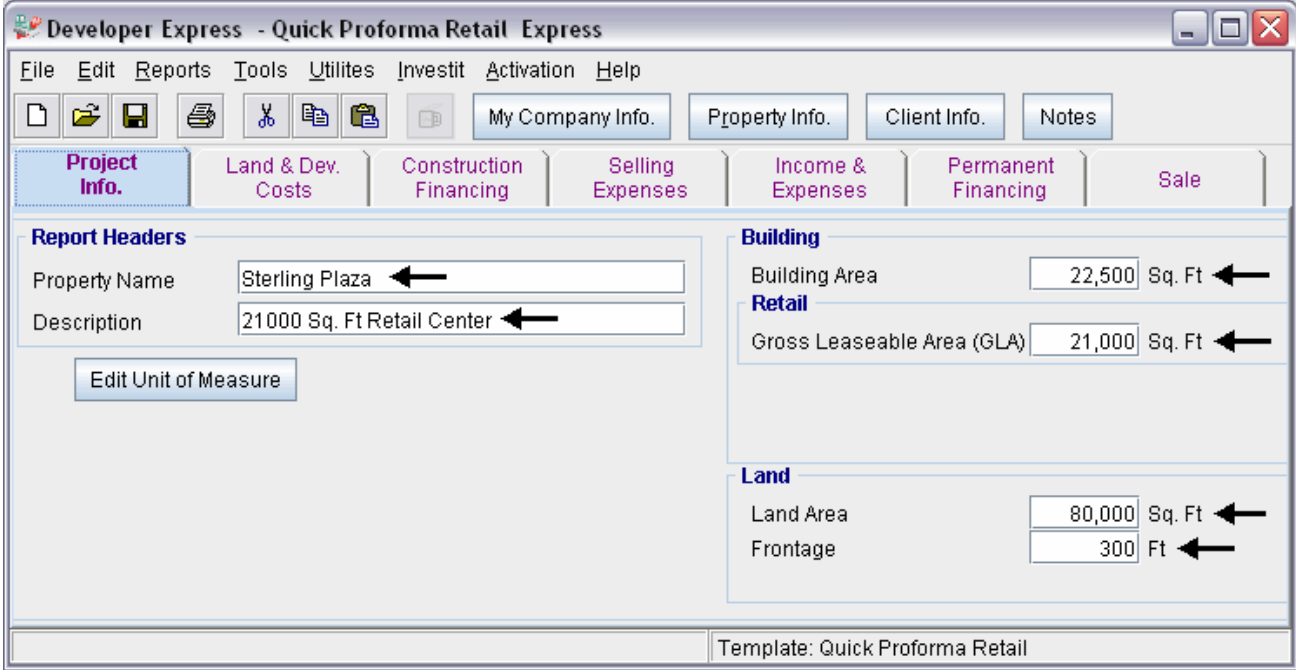 Developer Express - Quick Proforma Retail Express
File Edit Reports Tools Utilites Investit Activation Help
My Company Info. Property Info. Client Info. Notes
Project Info. Land & Dev. Costs Construction Financing Selling Expenses Income & Expenses Permanent Financing Sale
Report Headers
Property Name Sterling Plaza
Description 21000 Sq. Ft Retail Center
Edit Unit of Measure
Building
Building Area 22,500 Sq. Ft
Retail
Gross Leaseable Area (GLA) 21,000 Sq. Ft
Land
Land Area 80,000 Sq. Ft
Frontage 300 Ft
Template: Quick Proforma Retail